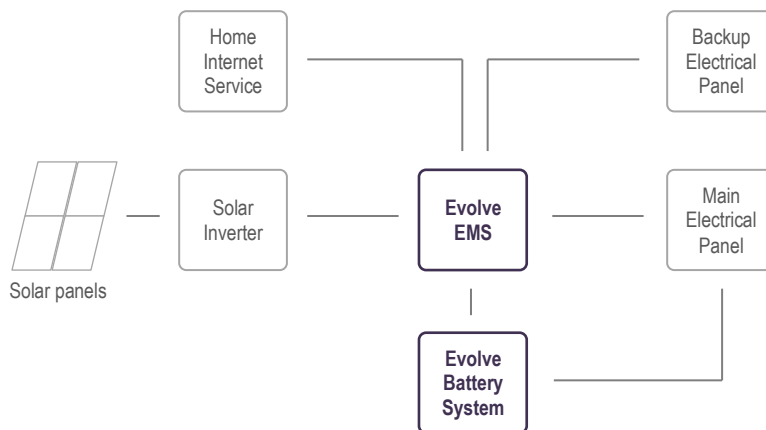 Home
Internet
Service
Backup
Electrical
Panel
Solar
Inverter
Evolve
EMS
Main
Electrical
Panel
Solar panels
Evolve
Battery
System